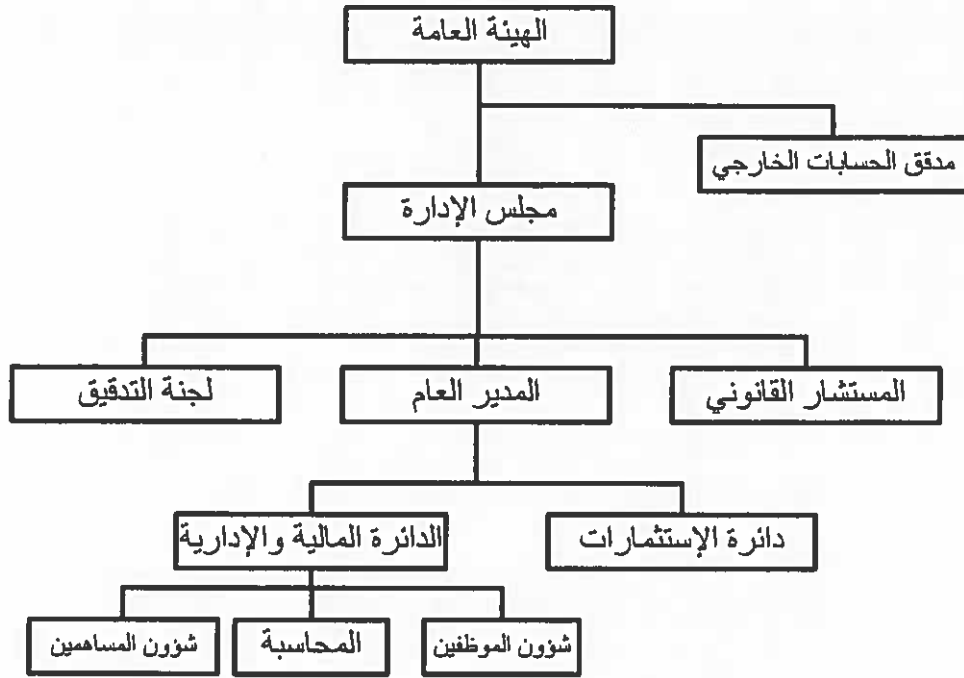 الهيئة العامة
مدقق الحسابات الخارجي
مجلس الإدارة
المستشار القانوني
المدير العام
لجنة التدقيق
دائرة الإستثمارات
الدائرة المالية والإدارية
شؤون الموظفين
المحاسبة
شؤون المساهمين